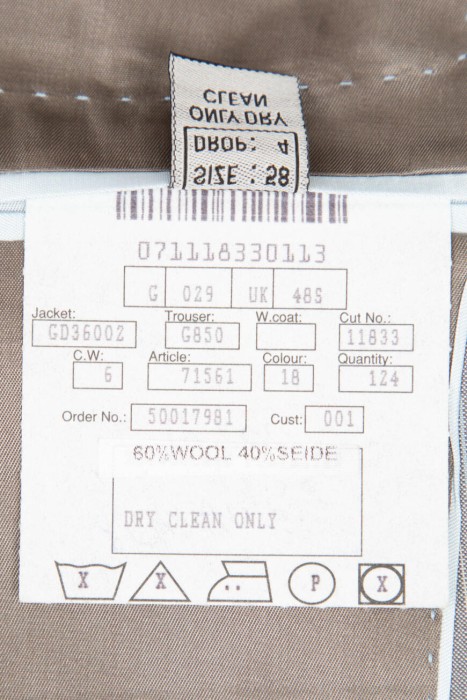 SIZE : 58
DROP: 4
ONLY DRY
CLEAN
071118330113
G 029 UK 48S
Jacket: Trouser: W.coat: Cut No.:
GD36002 G850 11833
C.W: Article: Colour: Quantity:
6 71561 18 124
Order No.: 50017981 Cust: 001
60%WOOL 40%SEIDE
DRY CLEAN ONLY
X X P X